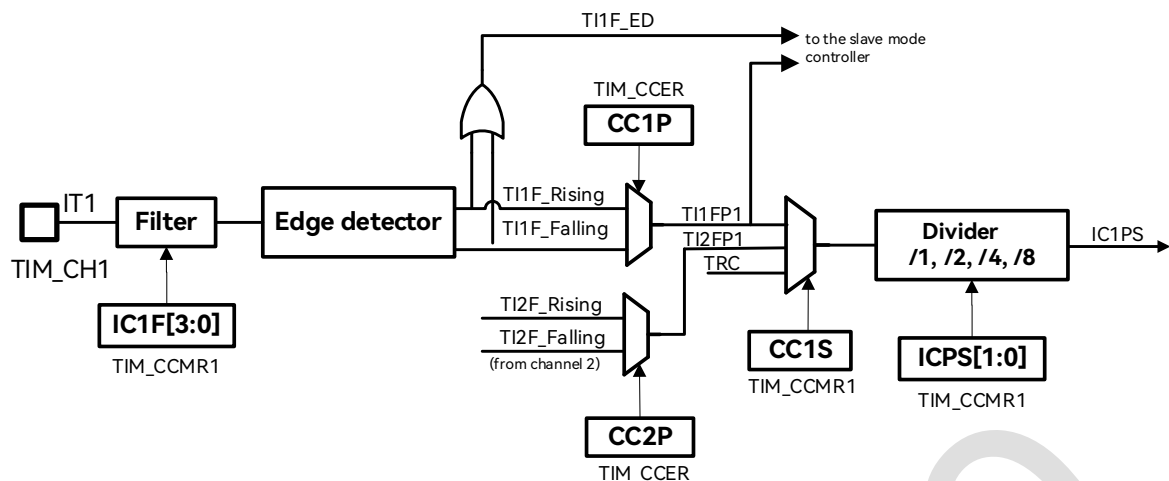 TI1F_ED
to the slave mode
controller
TIM_CCER
CC1P
IT1
Filter
Edge detector
TI1F_Rising
TI1F_Falling
TIM_CH1
TI1FP1
TI2FP1
TRC
Divider
/1, /2, /4, /8
IC1PS
IC1F[3:0]
TIM_CCMR1
TI2F_Rising
TI2F_Falling
(from channel 2)
CC1S
TIM_CCMR1
ICPS[1:0]
TIM_CCMR1
CC2P
TIM_CCER